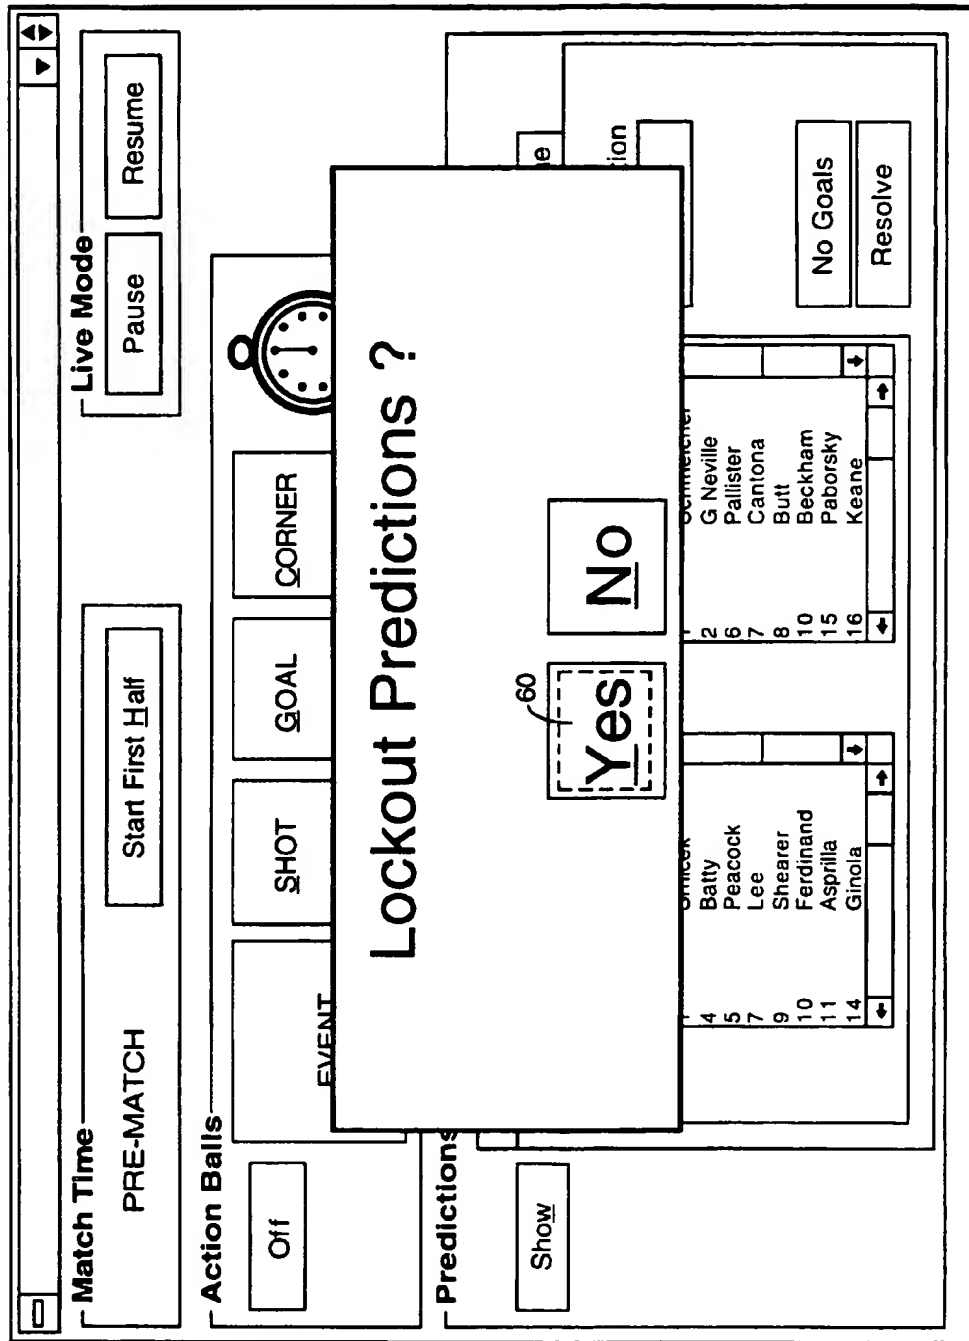 Match Time
PRE-MATCH
Start First Half
Live Mode
Pause
Resume
Action Balls
Off
EVENT
SHOT
GOAL
CORNER
Lockout Predictions ?
60
Yes
No
Predictions
Show
4 Batty
5 Peacock
7 Lee
9 Shearer
10 Ferdinand
11 Asprilla
14 Ginola
2 G Neville
6 Pallister
7 Cantona
8 Butt
10 Beckham
15 Paborsky
16 Keane
No Goals
Resolve